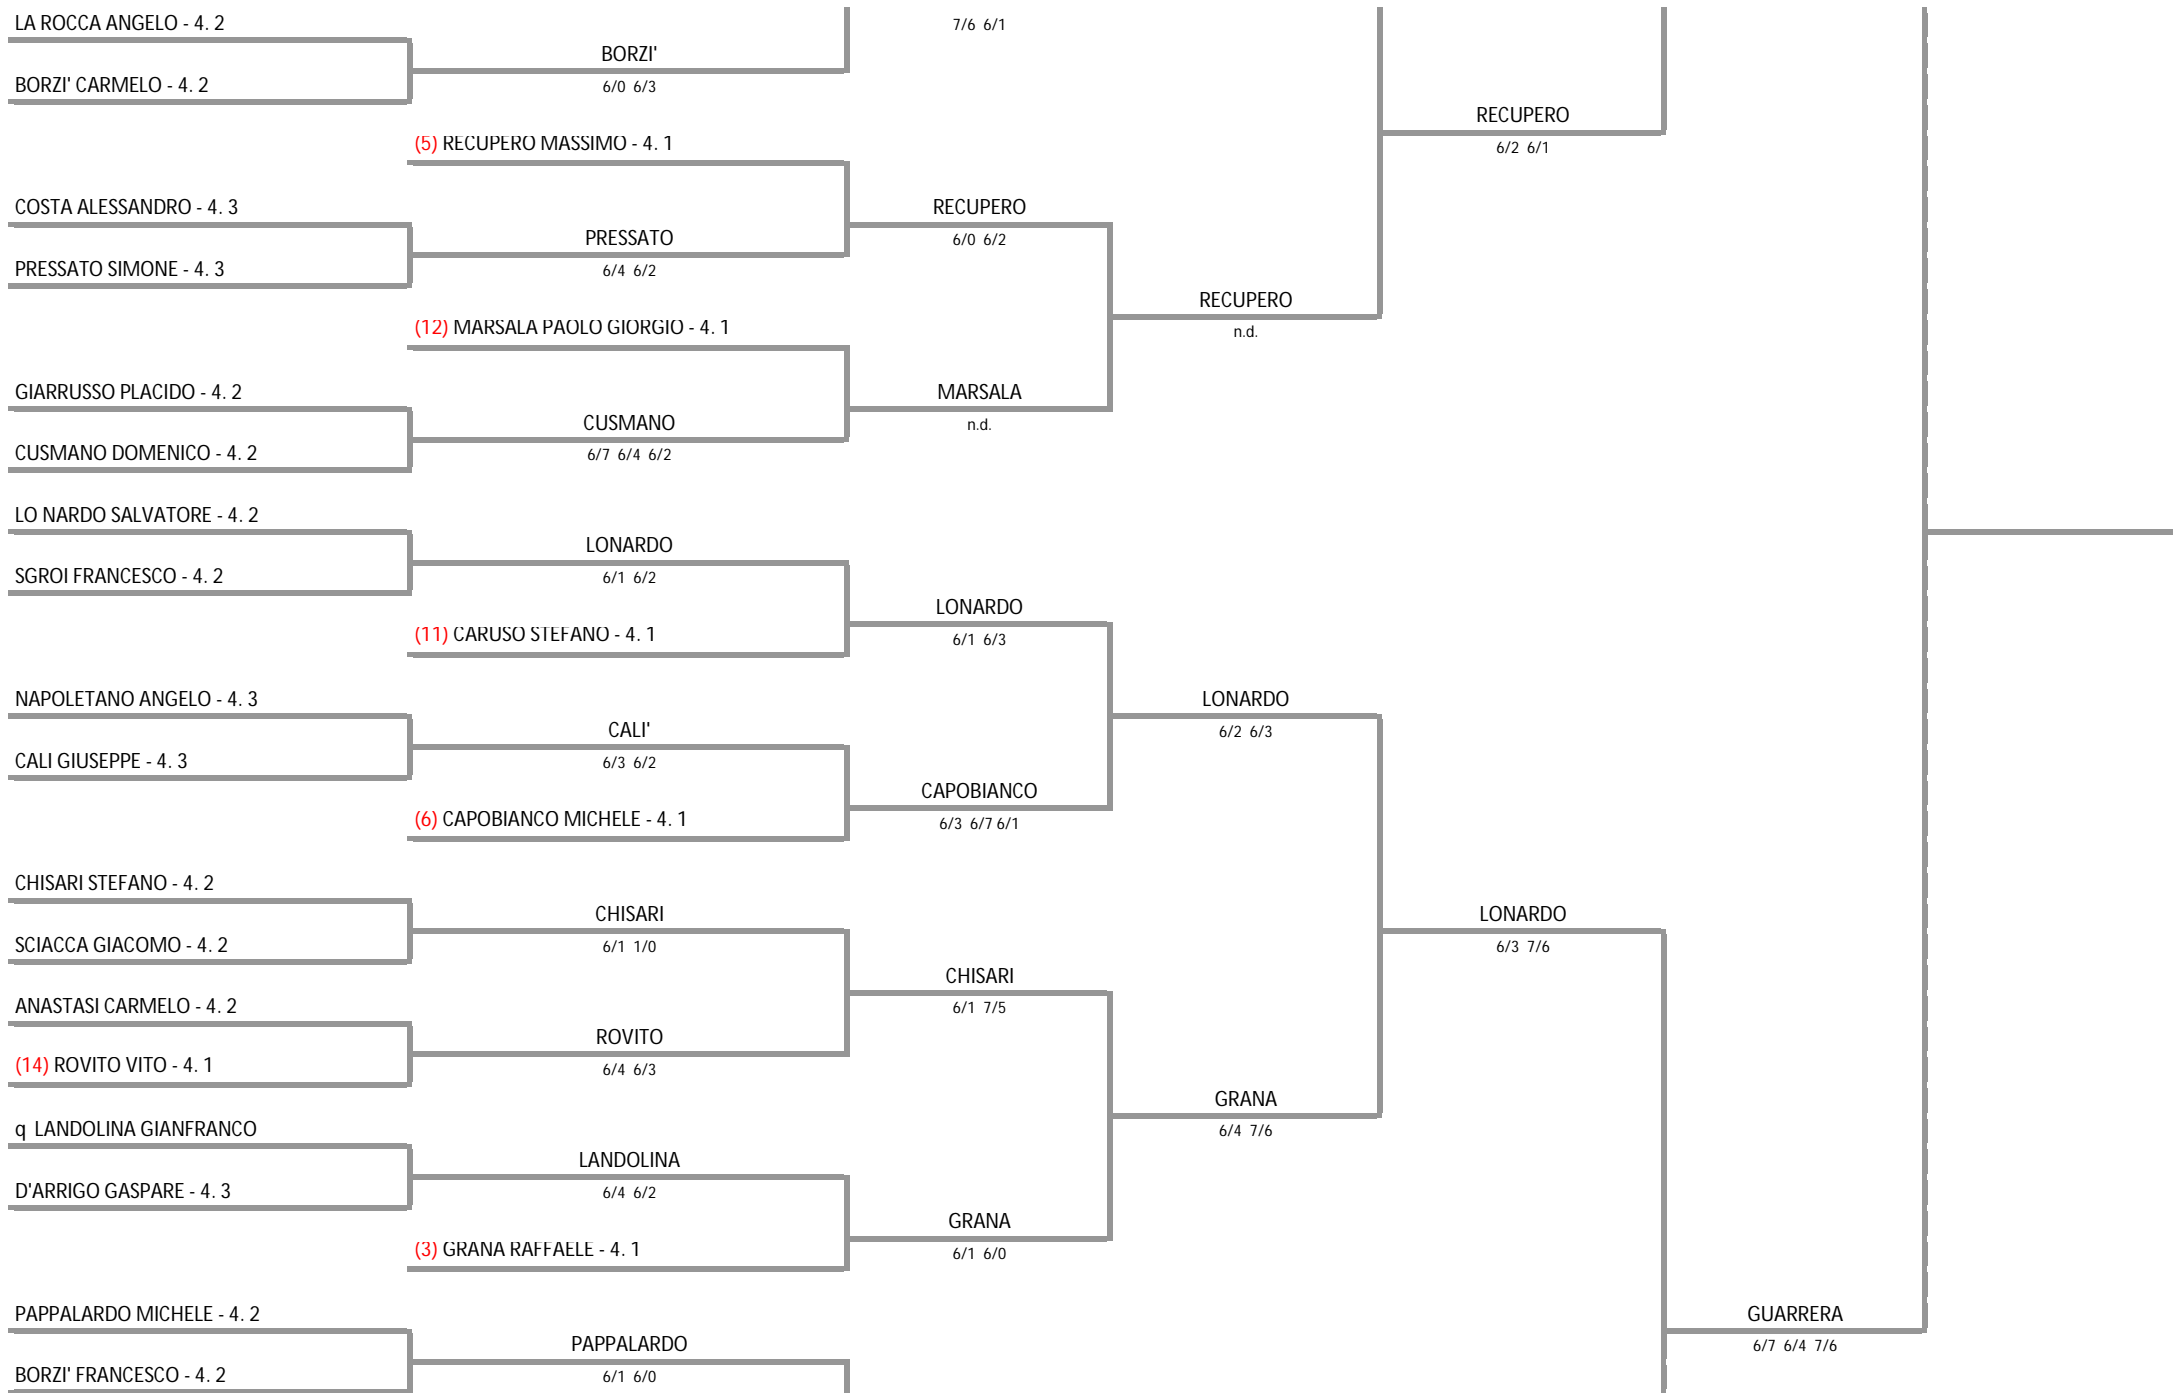 LA ROCCA ANGELO - 4. 2
7/6 6/1
BORZI'
BORZI' CARMELO - 4. 2
6/0 6/3
RECUPERO
(5) RECUPERO MASSIMO - 4. 1
6/2 6/1
COSTA ALESSANDRO - 4. 3
RECUPERO
PRESSATO
6/0 6/2
PRESSATO SIMONE - 4. 3
6/4 6/2
RECUPERO
(12) MARSALA PAOLO GIORGIO - 4. 1
n.d.
GIARRUSSO PLACIDO - 4. 2
MARSALA
CUSMANO
n.d.
CUSMANO DOMENICO - 4. 2
6/7 6/4 6/2
LO NARDO SALVATORE - 4. 2
LONARDO
SGROI FRANCESCO - 4. 2
6/1 6/2
LONARDO
(11) CARUSO STEFANO - 4. 1
6/1 6/3
NAPOLETANO ANGELO - 4. 3
LONARDO
CALI'
6/2 6/3
CALI GIUSEPPE - 4. 3
6/3 6/2
CAPOBIANCO
(6) CAPOBIANCO MICHELE - 4. 1
6/3 6/7 6/1
CHISARI STEFANO - 4. 2
CHISARI
LONARDO
SCIACCA GIACOMO - 4. 2
6/1 1/0
6/3 7/6
CHISARI
ANASTASI CARMELO - 4. 2
6/1 7/5
ROVITO
(14) ROVITO VITO - 4. 1
6/4 6/3
GRANA
q LANDOLINA GIANFRANCO
6/4 7/6
LANDOLINA
D'ARRIGO GASPARE - 4. 3
6/4 6/2
GRANA
(3) GRANA RAFFAELE - 4. 1
6/1 6/0
PAPPALARDO MICHELE - 4. 2
GUARRERA
PAPPALARDO
6/7 6/4 7/6
BORZI' FRANCESCO - 4. 2
6/1 6/0